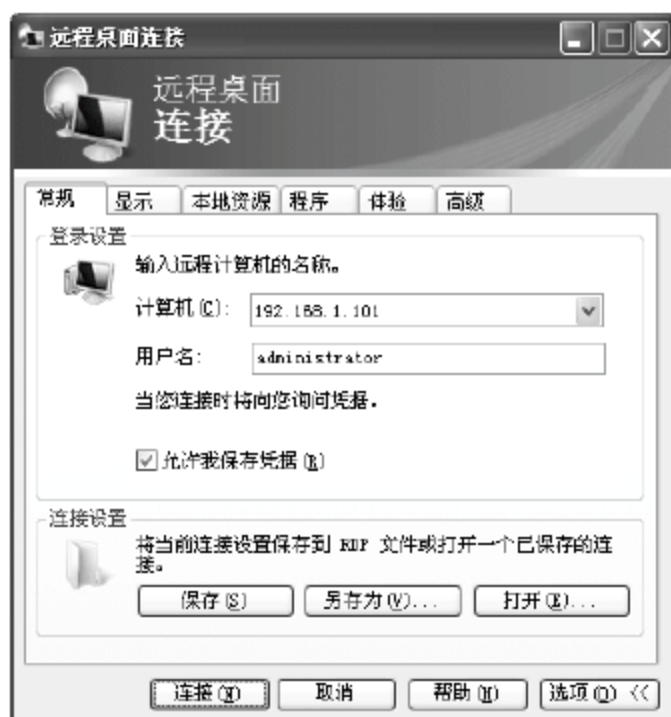 远程桌面连接
远程桌面
连接
常规 显示 本地资源 程序 体验 高级
登录设置
输入远程计算机的名称。
计算机(C): 192.168.1.101
用户名: administrator
当您连接时将向您询问凭据。
允许我保存凭据(R)
连接设置
将当前连接设置保存到 RDP 文件或打开一个已保存的连
接。
保存(S) 另存为(V)... 打开(E)...
连接(N) 取消 帮助(H) 选项(O) <<